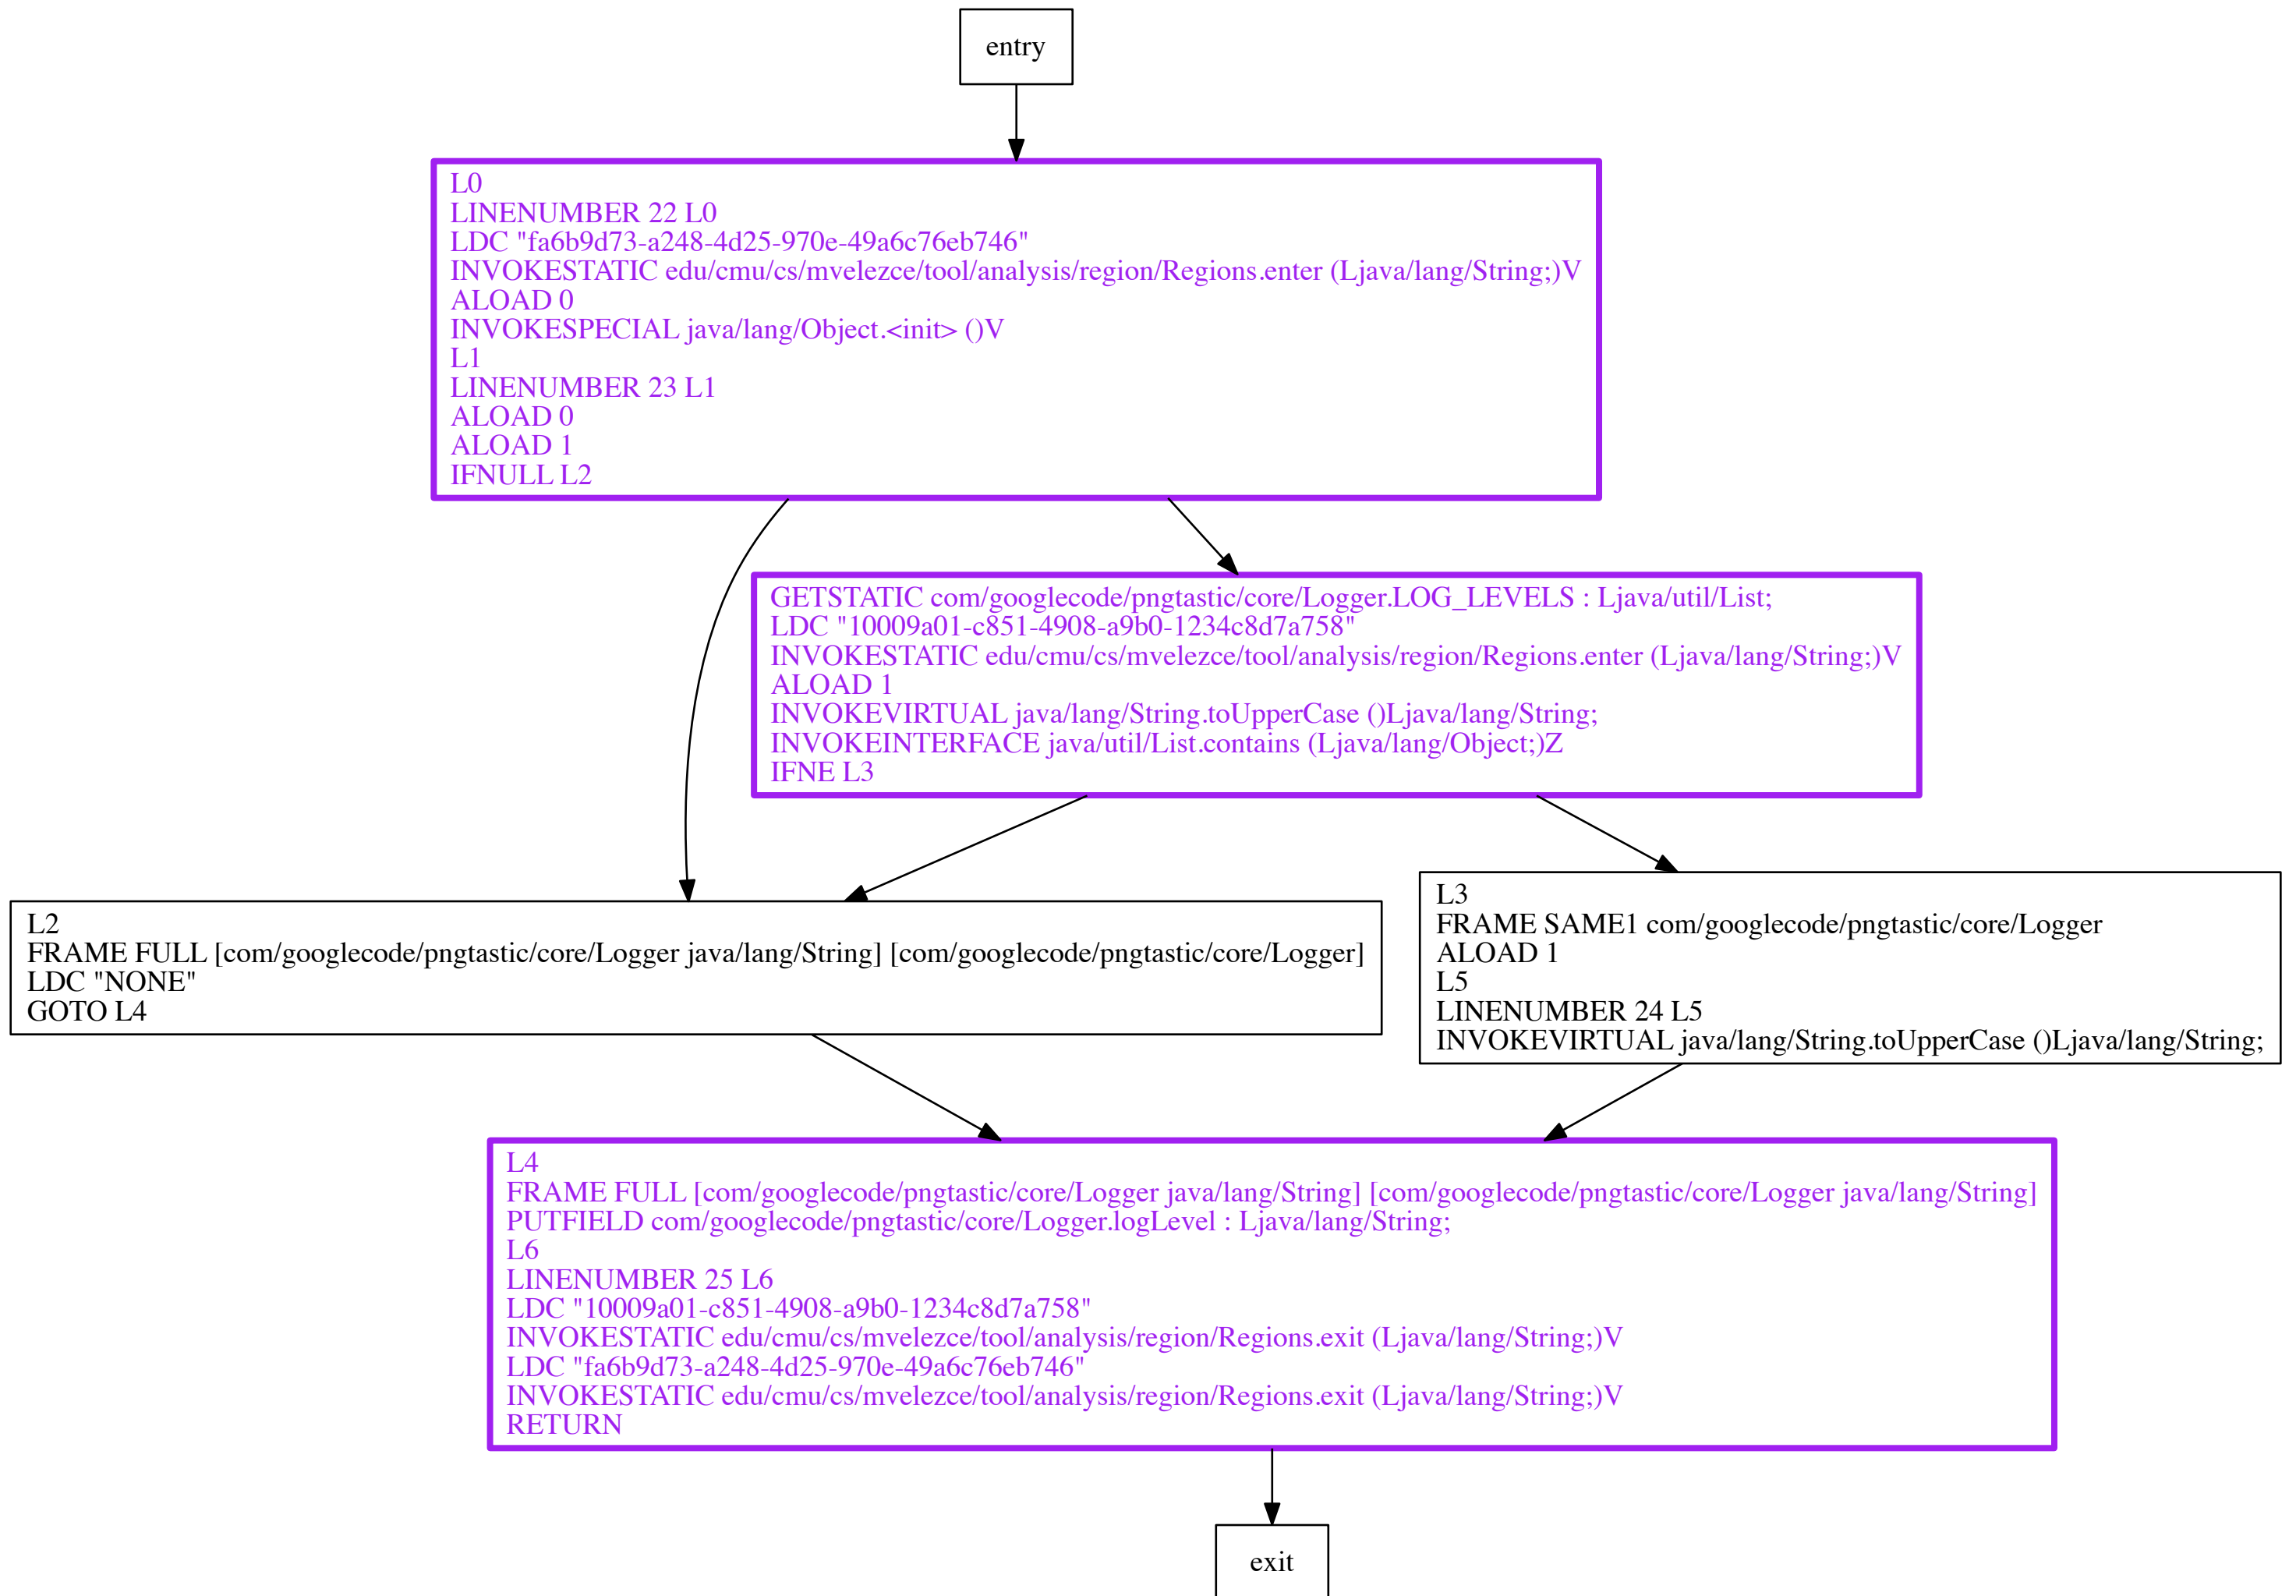 entry
L0
LINENUMBER 22 L0
LDC "fa6b9d73-a248-4d25-970e-49a6c76eb746"
INVOKESTATIC edu/cmu/cs/mvelezce/tool/analysis/region/Regions.enter (Ljava/lang/String;)V
ALOAD 0
INVOKESPECIAL java/lang/Object.<init> ()V
L1
LINENUMBER 23 L1
ALOAD 0
ALOAD 1
IFNULL L2
GETSTATIC com/googlecode/pngtastic/core/Logger.LOG_LEVELS : Ljava/util/List;
LDC "10009a01-c851-4908-a9b0-1234c8d7a758"
INVOKESTATIC edu/cmu/cs/mvelezce/tool/analysis/region/Regions.enter (Ljava/lang/String;)V
ALOAD 1
INVOKEVIRTUAL java/lang/String.toUpperCase ()Ljava/lang/String;
INVOKEINTERFACE java/util/List.contains (Ljava/lang/Object;)Z
IFNE L3
L2
FRAME FULL [com/googlecode/pngtastic/core/Logger java/lang/String] [com/googlecode/pngtastic/core/Logger]
LDC "NONE"
GOTO L4
L3
FRAME SAME1 com/googlecode/pngtastic/core/Logger
ALOAD 1
L5
LINENUMBER 24 L5
INVOKEVIRTUAL java/lang/String.toUpperCase ()Ljava/lang/String;
L4
FRAME FULL [com/googlecode/pngtastic/core/Logger java/lang/String] [com/googlecode/pngtastic/core/Logger java/lang/String]
PUTFIELD com/googlecode/pngtastic/core/Logger.logLevel : Ljava/lang/String;
L6
LINENUMBER 25 L6
LDC "10009a01-c851-4908-a9b0-1234c8d7a758"
INVOKESTATIC edu/cmu/cs/mvelezce/tool/analysis/region/Regions.exit (Ljava/lang/String;)V
LDC "fa6b9d73-a248-4d25-970e-49a6c76eb746"
INVOKESTATIC edu/cmu/cs/mvelezce/tool/analysis/region/Regions.exit (Ljava/lang/String;)V
RETURN
exit